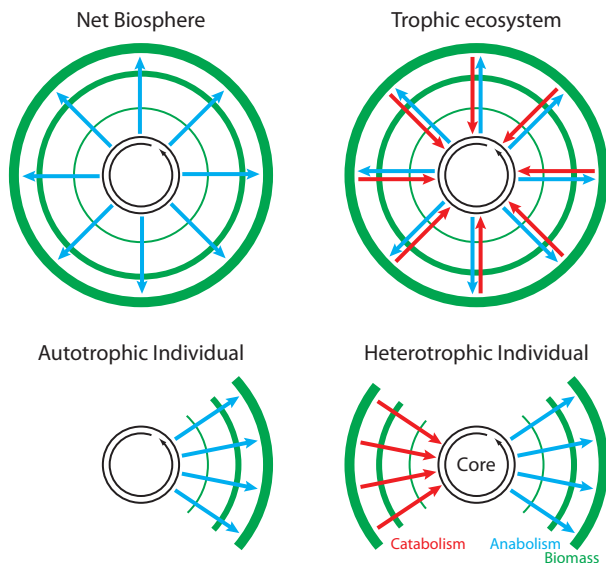 Net Biosphere
Trophic ecosystem
Autotrophic Individual
Heterotrophic Individual
Core
Catabolism
Anabolism
Biomass